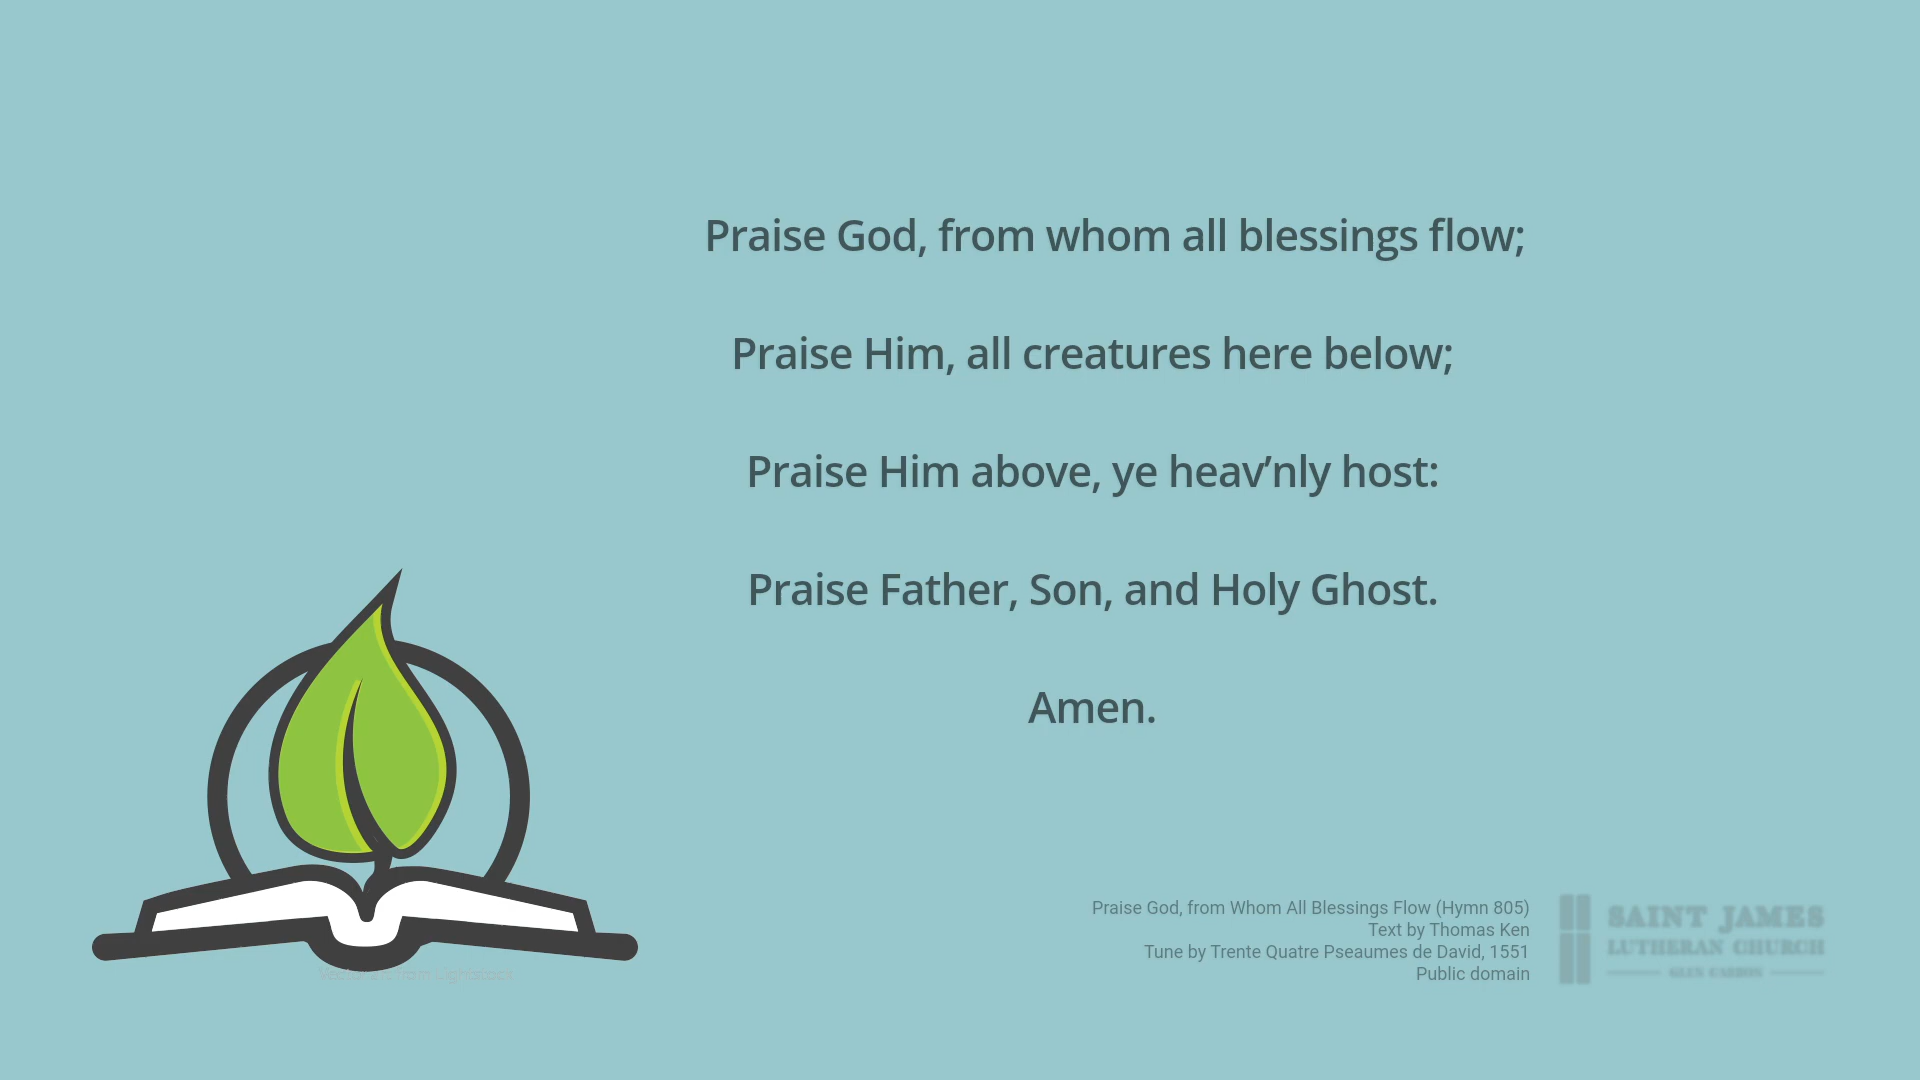 Praise God, from whom all blessings flow;
Praise Him, all creatures here below;
Praise Him above, ye heav’nly host:
Praise Father, Son, and Holy Ghost.
Amen.
Praise God, from Whom All Blessings Flow (Hymn 805)
Text by Thomas Ken
Tune by Trente Quatre Pseaumes de David, 1551
Public domain
SAINT JAMES
LUTHERAN CHURCH
GLEN CARBON